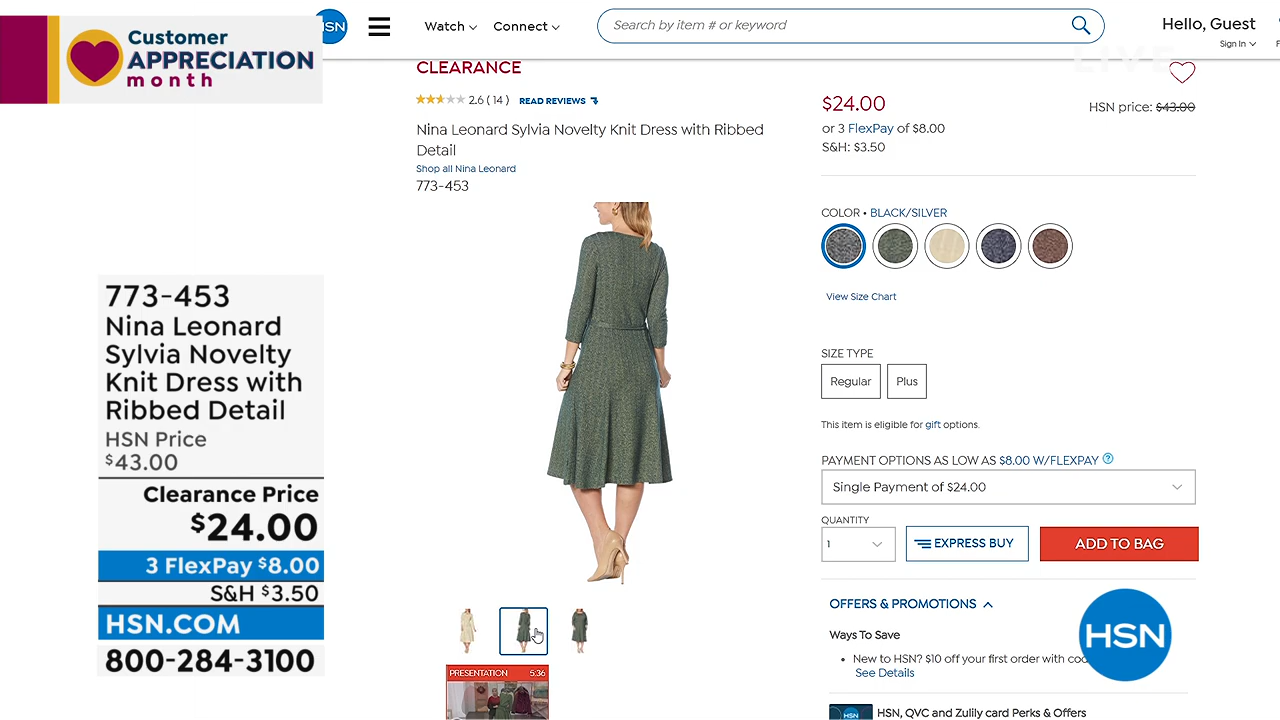 Customer
APPRECIATION
month
HSN
Watch
Connect
Search by item # or keyword
Hello, Guest
Sign In
LIVE
CLEARANCE
2.6 (14) READ REVIEWS
Nina Leonard Sylvia Novelty Knit Dress with Ribbed
Detail
Shop all Nina Leonard
773-453
$24.00
HSN price: $43.00
or 3 FlexPay of $8.00
S&H: $3.50
COLOR • BLACK/SILVER
View Size Chart
SIZE TYPE
Regular
Plus
This item is eligible for gift options.
PAYMENT OPTIONS AS LOW AS $8.00 W/FLEXPAY ?
Single Payment of $24.00
QUANTITY
1
EXPRESS BUY
ADD TO BAG
OFFERS & PROMOTIONS
Ways To Save
• New to HSN? $10 off your first order with
See Details
HSN
HSN, QVC and Zulily card Perks & Offers
HSN
PRESENTATION 5:36
773-453
Nina Leonard
Sylvia Novelty
Knit Dress with
Ribbed Detail
HSN Price
$43.00
Clearance Price
$24.00
3 FlexPay $8.00
S&H $3.50
HSN.COM
800-284-3100